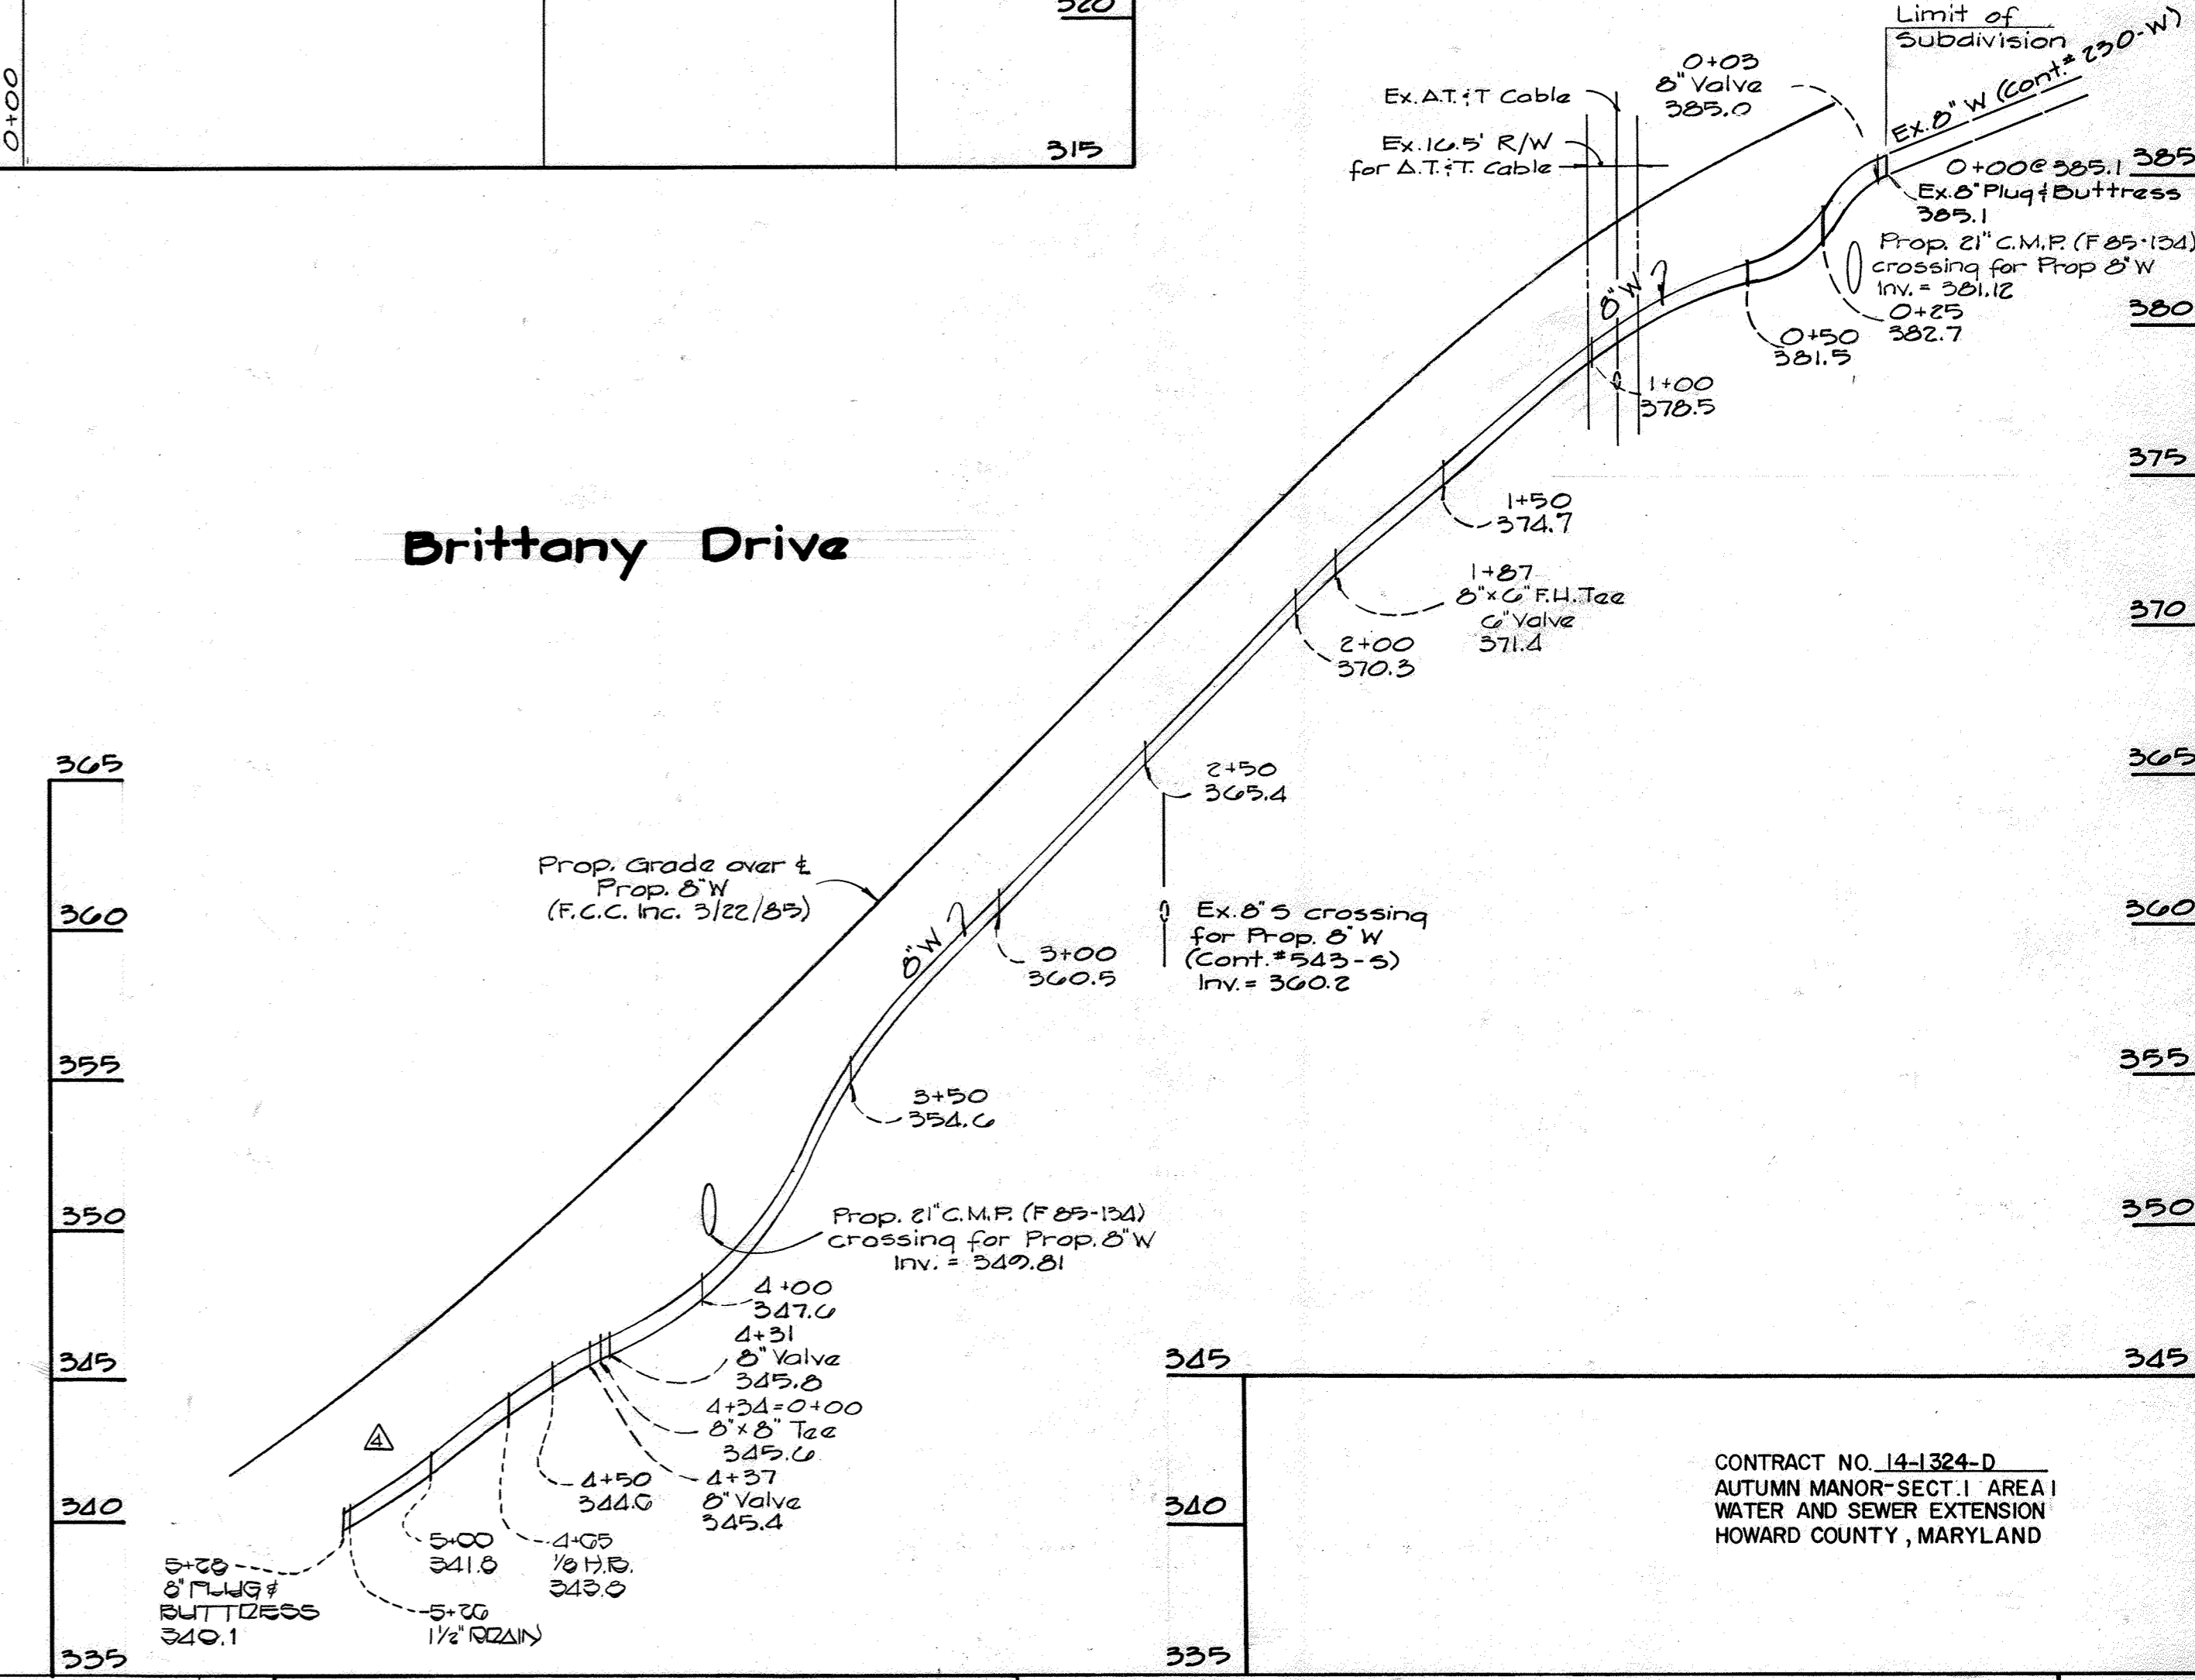 320
315
0+00
Limit of
Subdivision
Ex. 8" W (Cont.# 230-W)
0+03
8" Valve
385.0
Ex. A.T.&T Cable
Ex. 16.5' R/W
for A.T.&T. Cable
0+00@385.1
Ex. 8" Plug & Buttress
385.1
Prop. 21" C.M.P. (F 85-134)
crossing for Prop 8" W
Inv. = 381.12
0+25
382.7
0+50
381.5
8" W
1+00
378.5
1+50
374.7
1+87
8"x6" F.H. Tee
6" Valve
371.4
2+00
370.3
2+50
365.4
Brittany Drive
Prop. Grade over ℄
Prop. 8" W
(F.C.C. Inc. 3/22/85)
8" W
3+00
360.5
Ex. 8" S crossing
for Prop. 8" W
(Cont.#543-S)
Inv. = 360.2
3+50
354.6
Prop. 21" C.M.P. (F 85-134)
crossing for Prop. 8" W
Inv. = 349.81
4+00
347.6
4+31
8" Valve
345.8
4+34=0+00
8"x8" Tee
345.6
4+37
8" Valve
345.4
4+50
344.6
4+65
1/8 H.B.
343.8
5+00
341.8
5+26
1 1/2" DRAIN
5+28
8" PLUG &
BUTTRESS
340.1
4
365
360
355
350
345
340
335
385
380
375
370
365
360
355
350
345
345
340
335
CONTRACT NO. 14-1324-D
AUTUMN MANOR-SECT. 1 AREA 1
WATER AND SEWER EXTENSION
HOWARD COUNTY, MARYLAND